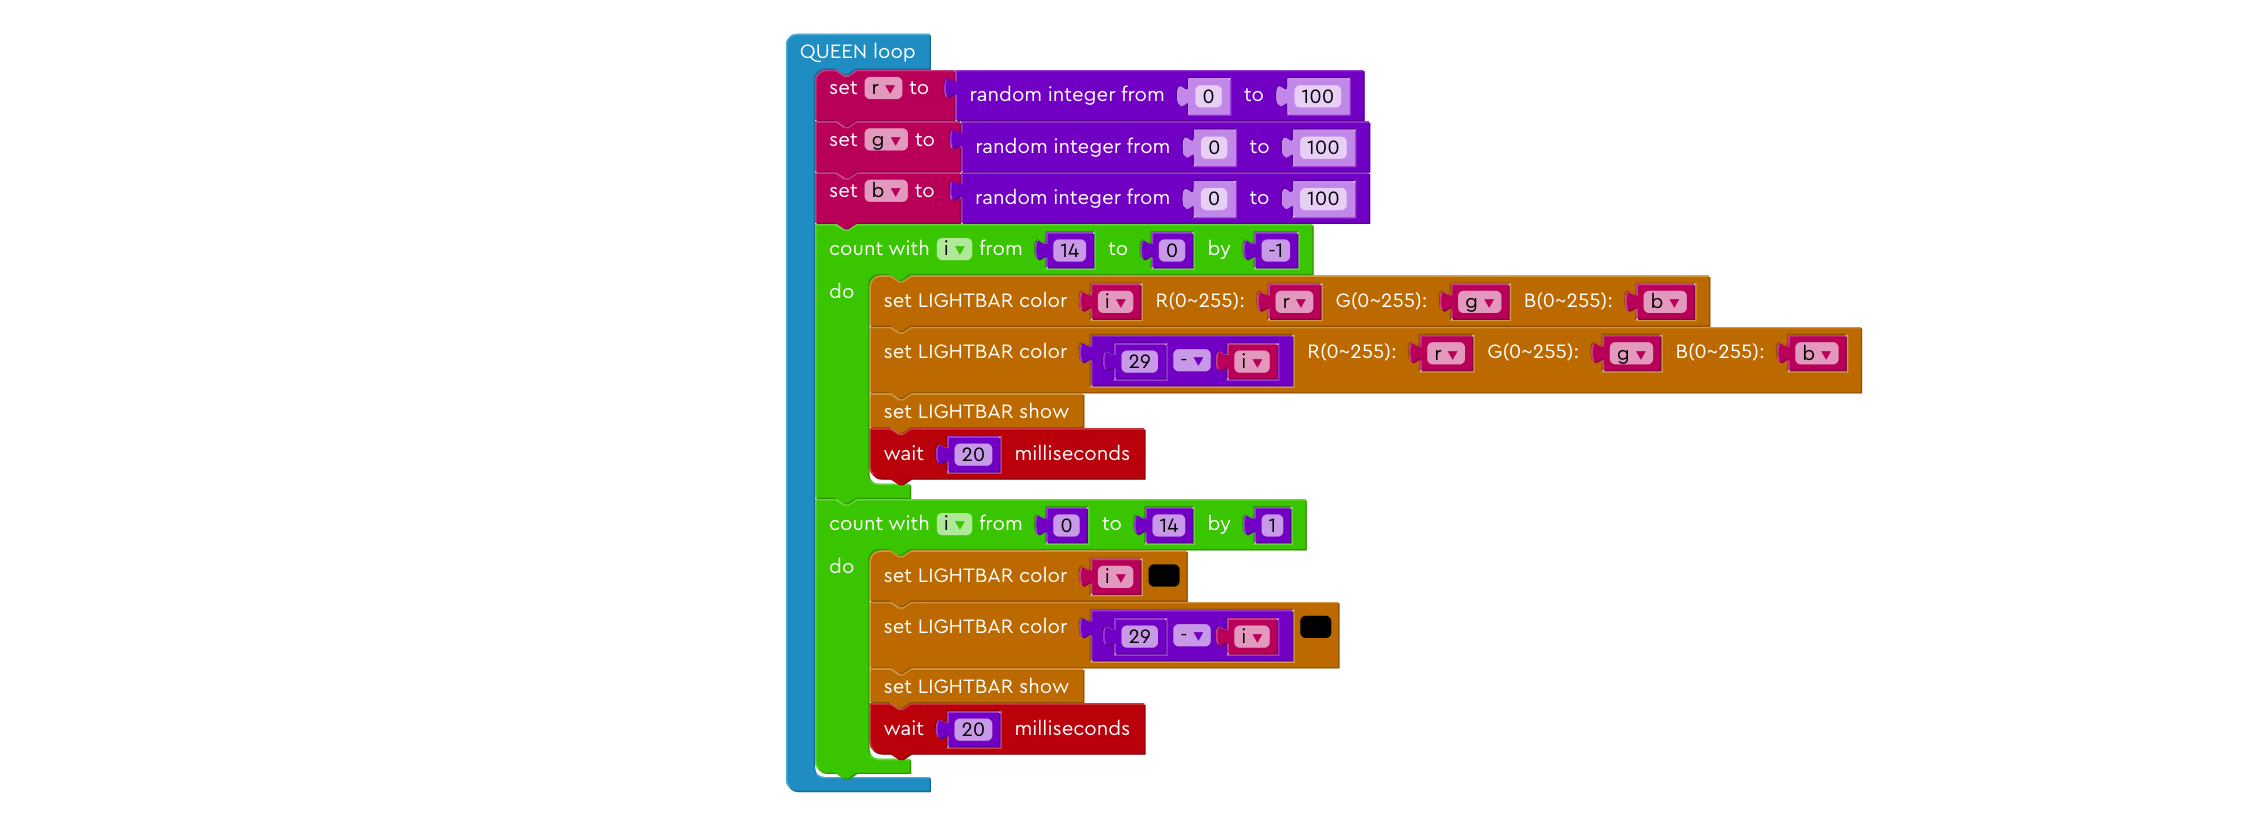 QUEEN loop
set r ▾ to random integer from 0 to 100
set g ▾ to random integer from 0 to 100
set b ▾ to random integer from 0 to 100
count with i ▾ from 14 to 0 by -1
do
set LIGHTBAR color i ▾ R(0~255): r ▾ G(0~255): g ▾ B(0~255): b ▾
set LIGHTBAR color 29 - ▾ i ▾ R(0~255): r ▾ G(0~255): g ▾ B(0~255): b ▾
set LIGHTBAR show
wait 20 milliseconds
count with i ▾ from 0 to 14 by 1
do
set LIGHTBAR color i ▾
set LIGHTBAR color 29 - ▾ i ▾
set LIGHTBAR show
wait 20 milliseconds